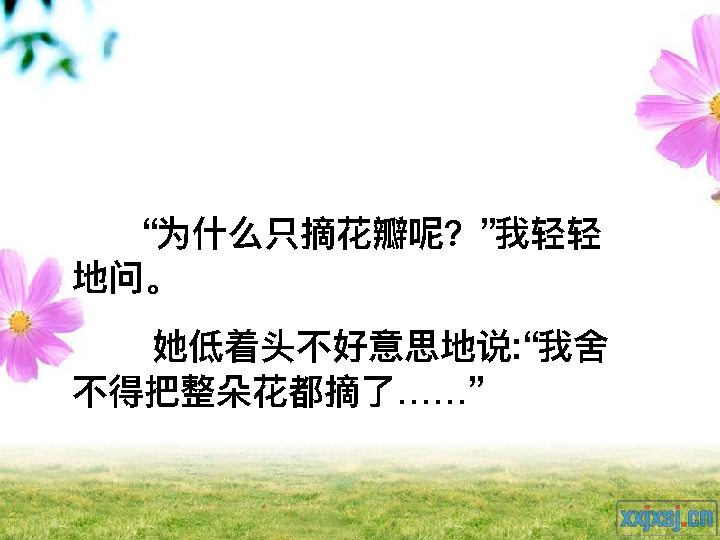 “为什么只摘花瓣呢？”我轻轻
地问。
她低着头不好意思地说:“我舍
不得把整朵花都摘了……”
xxjxsj.cn